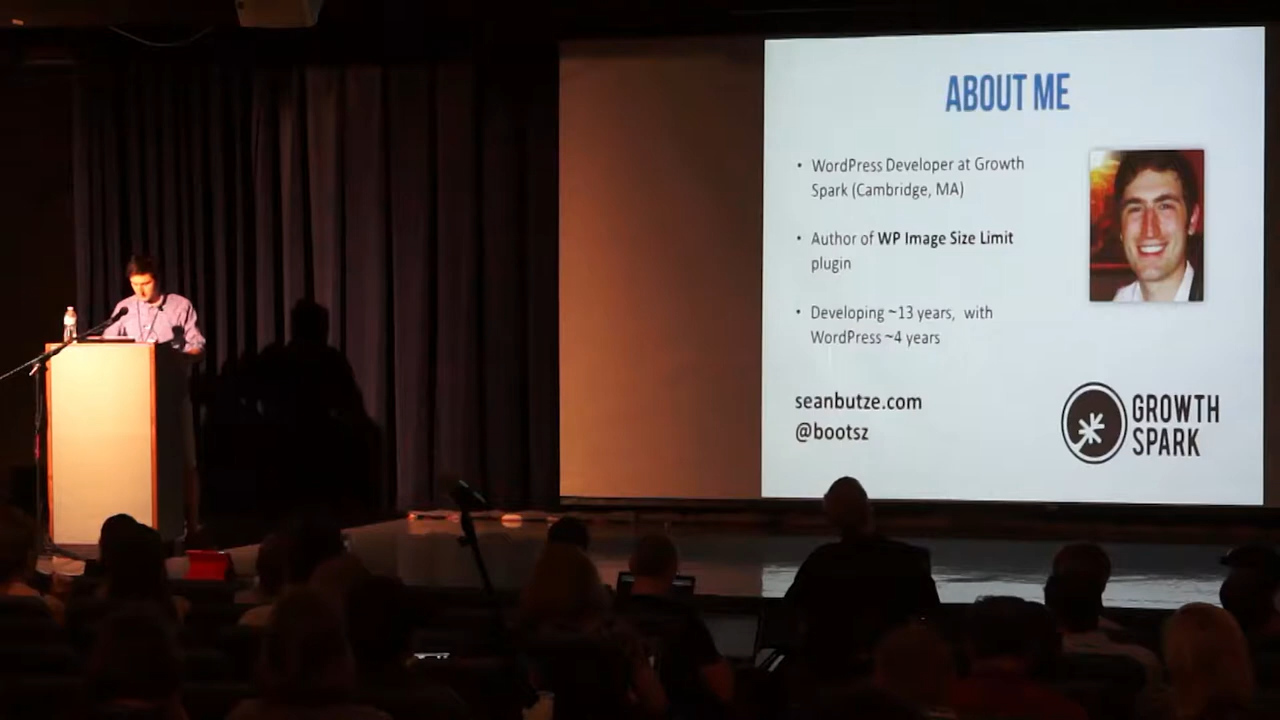 ABOUT ME
• WordPress Developer at Growth
Spark (Cambridge, MA)
• Author of WP Image Size Limit
plugin
• Developing ~13 years, with
WordPress ~4 years
seanbutze.com
@bootsz
GROWTH
SPARK